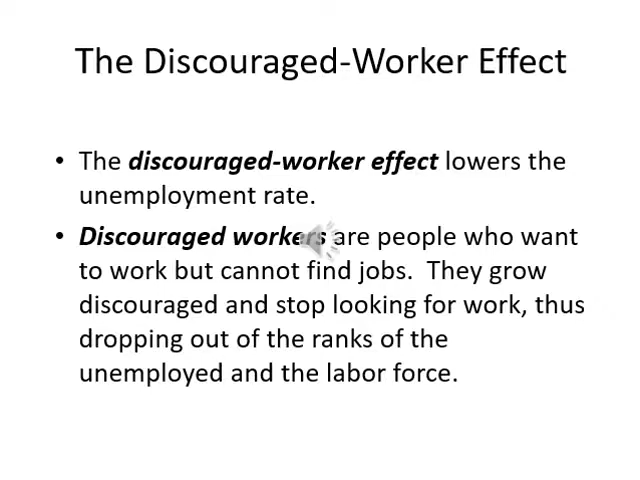 The Discouraged-Worker Effect
• The discouraged-worker effect lowers the
unemployment rate.
• Discouraged workers are people who want
to work but cannot find jobs.  They grow
discouraged and stop looking for work, thus
dropping out of the ranks of the
unemployed and the labor force.